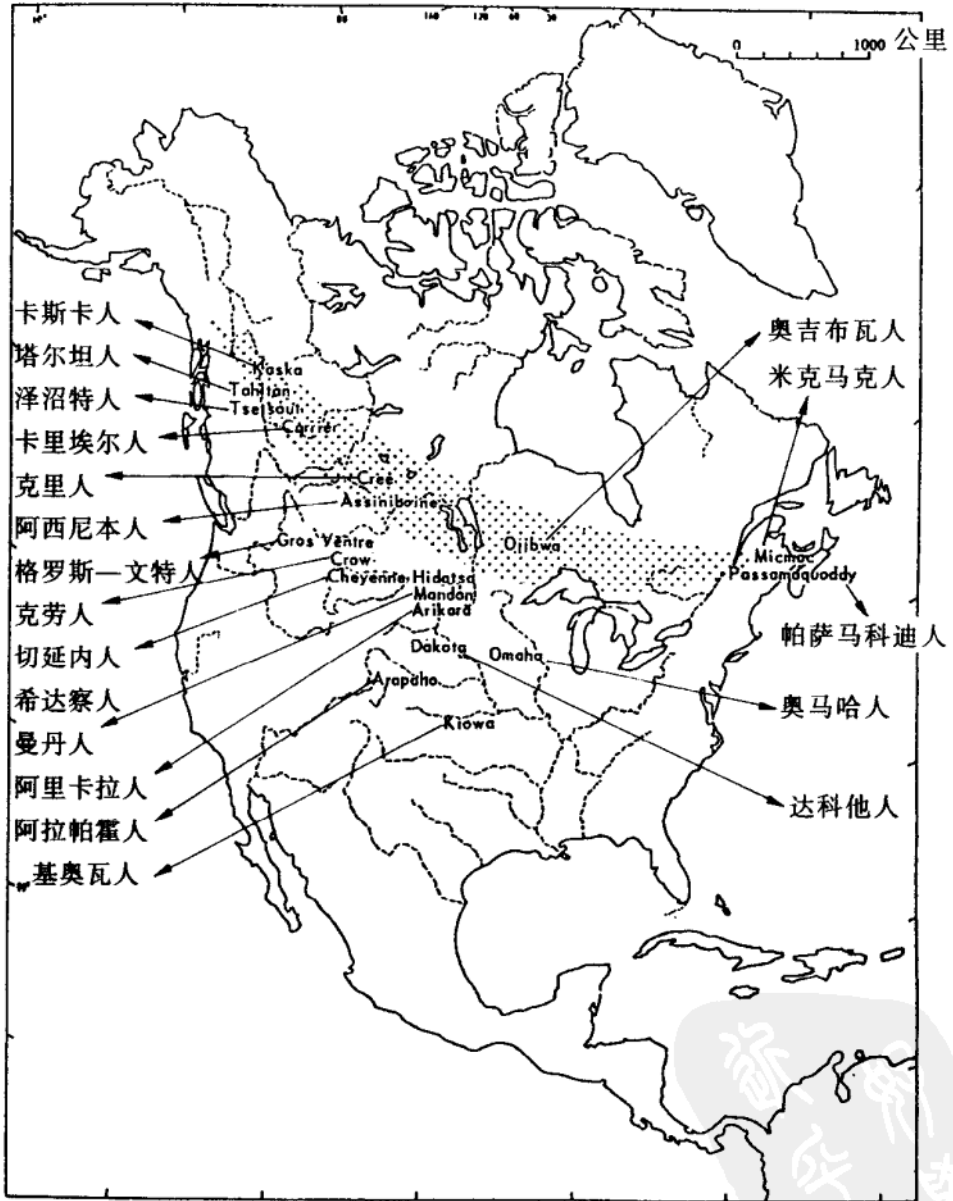 0 1000 公里
卡斯卡人
塔尔坦人
泽沼特人
卡里埃尔人
克里人
阿西尼本人
格罗斯—文特人
克劳人
切延内人
希达察人
曼丹人
阿里卡拉人
阿拉帕霍人
基奥瓦人
Kaska
Tahltan
Tsetsaut
Carrier
Cree
Assiniboine
Gros Ventre
Crow
Cheyenne Hidatsa
Mandan
Arikara
Dakota
Omaha
Arapaho
Kiowa
Ojibwa
Micmac
Passamaquoddy
奥吉布瓦人
米克马克人
帕萨马科迪人
奥马哈人
达科他人